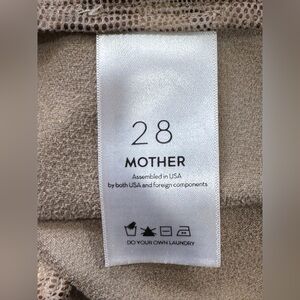 28
MOTHER
Assembled in USA
by both USA and foreign components
DO YOUR OWN LAUNDRY